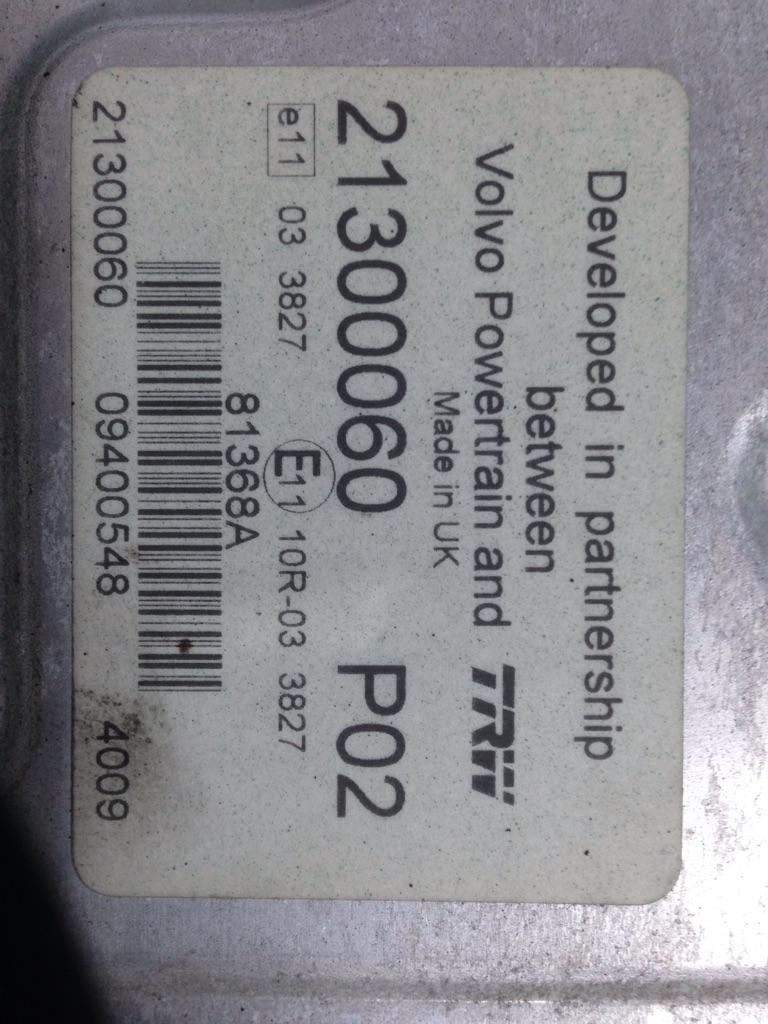 Developed in partnership
between
Volvo Powertrain and TRW
Made in UK
21300060 P02
e11 03 3827 E11 10R-03 3827
81368A
21300060 09400548 4009